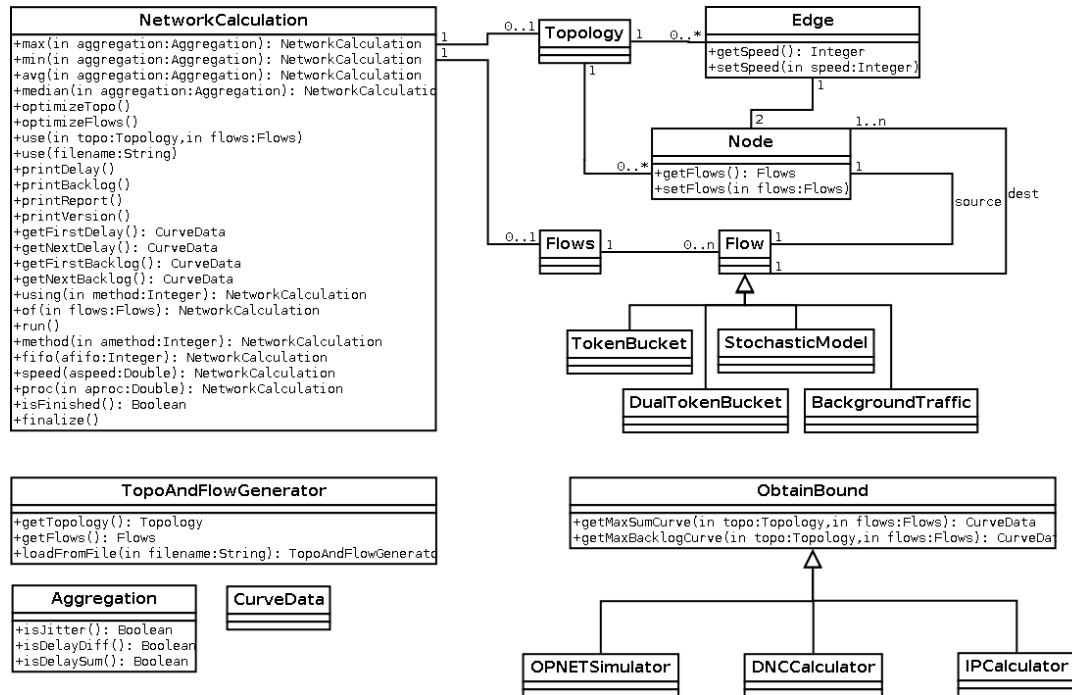 NetworkCalculation
+max(in aggregation:Aggregation): NetworkCalculation
+min(in aggregation:Aggregation): NetworkCalculation
+avg(in aggregation:Aggregation): NetworkCalculation
+median(in aggregation:Aggregation): NetworkCalculatio
+optimizeTopo()
+optimizeFlows()
+use(in topo:Topology,in flows:Flows)
+use(filename:String)
+printDelay()
+printBacklog()
+printReport()
+printVersion()
+getFirstDelay(): CurveData
+getNextDelay(): CurveData
+getFirstBacklog(): CurveData
+getNextBacklog(): CurveData
+using(in method:Integer): NetworkCalculation
+of(in flows:Flows): NetworkCalculation
+run()
+method(in amethod:Integer): NetworkCalculation
+fifo(afifo:Integer): NetworkCalculation
+speed(aspeed:Double): NetworkCalculation
+proc(in aproc:Double): NetworkCalculation
+isFinished(): Boolean
+finalize()
1
0..1
1
Topology
1
0..*
1
Edge
+getSpeed(): Integer
+setSpeed(in speed:Integer)
1
2
Node
1..n
0..*
+getFlows(): Flows
+setFlows(in flows:Flows)
1
source
dest
0..1
Flows
1
0..n
Flow
1
1
TokenBucket
StochasticModel
DualTokenBucket
BackgroundTraffic
TopoAndFlowGenerator
+getTopology(): Topology
+getFlows(): Flows
+loadFromFile(in filename:String): TopoAndFlowGenerato
ObtainBound
+getMaxSumCurve(in topo:Topology,in flows:Flows): CurveData
+getMaxBacklogCurve(in topo:Topology,in flows:Flows): CurveDa
Aggregation
+isJitter(): Boolean
+isDelayDiff(): Boolean
+isDelaySum(): Boolean
CurveData
OPNETSimulator
DNCCalculator
IPCalculator